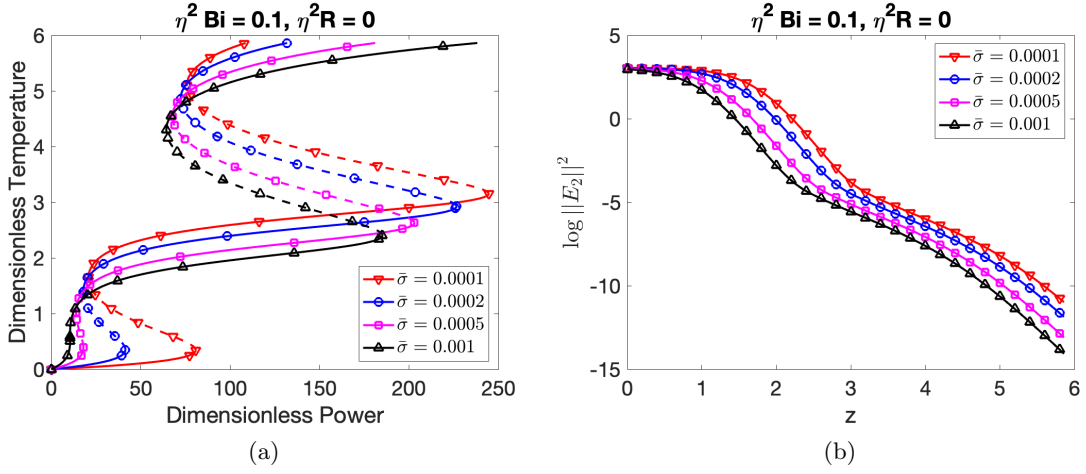 η² Bi = 0.1, η²R = 0
Dimensionless Temperature
6
5
4
3
2
1
0
0
50
100
150
200
250
Dimensionless Power
σ̄ = 0.0001
σ̄ = 0.0002
σ̄ = 0.0005
σ̄ = 0.001
(a)
η² Bi = 0.1, η²R = 0
log ||E₂||²
5
0
-5
-10
-15
0
1
2
3
4
5
6
z
σ̄ = 0.0001
σ̄ = 0.0002
σ̄ = 0.0005
σ̄ = 0.001
(b)